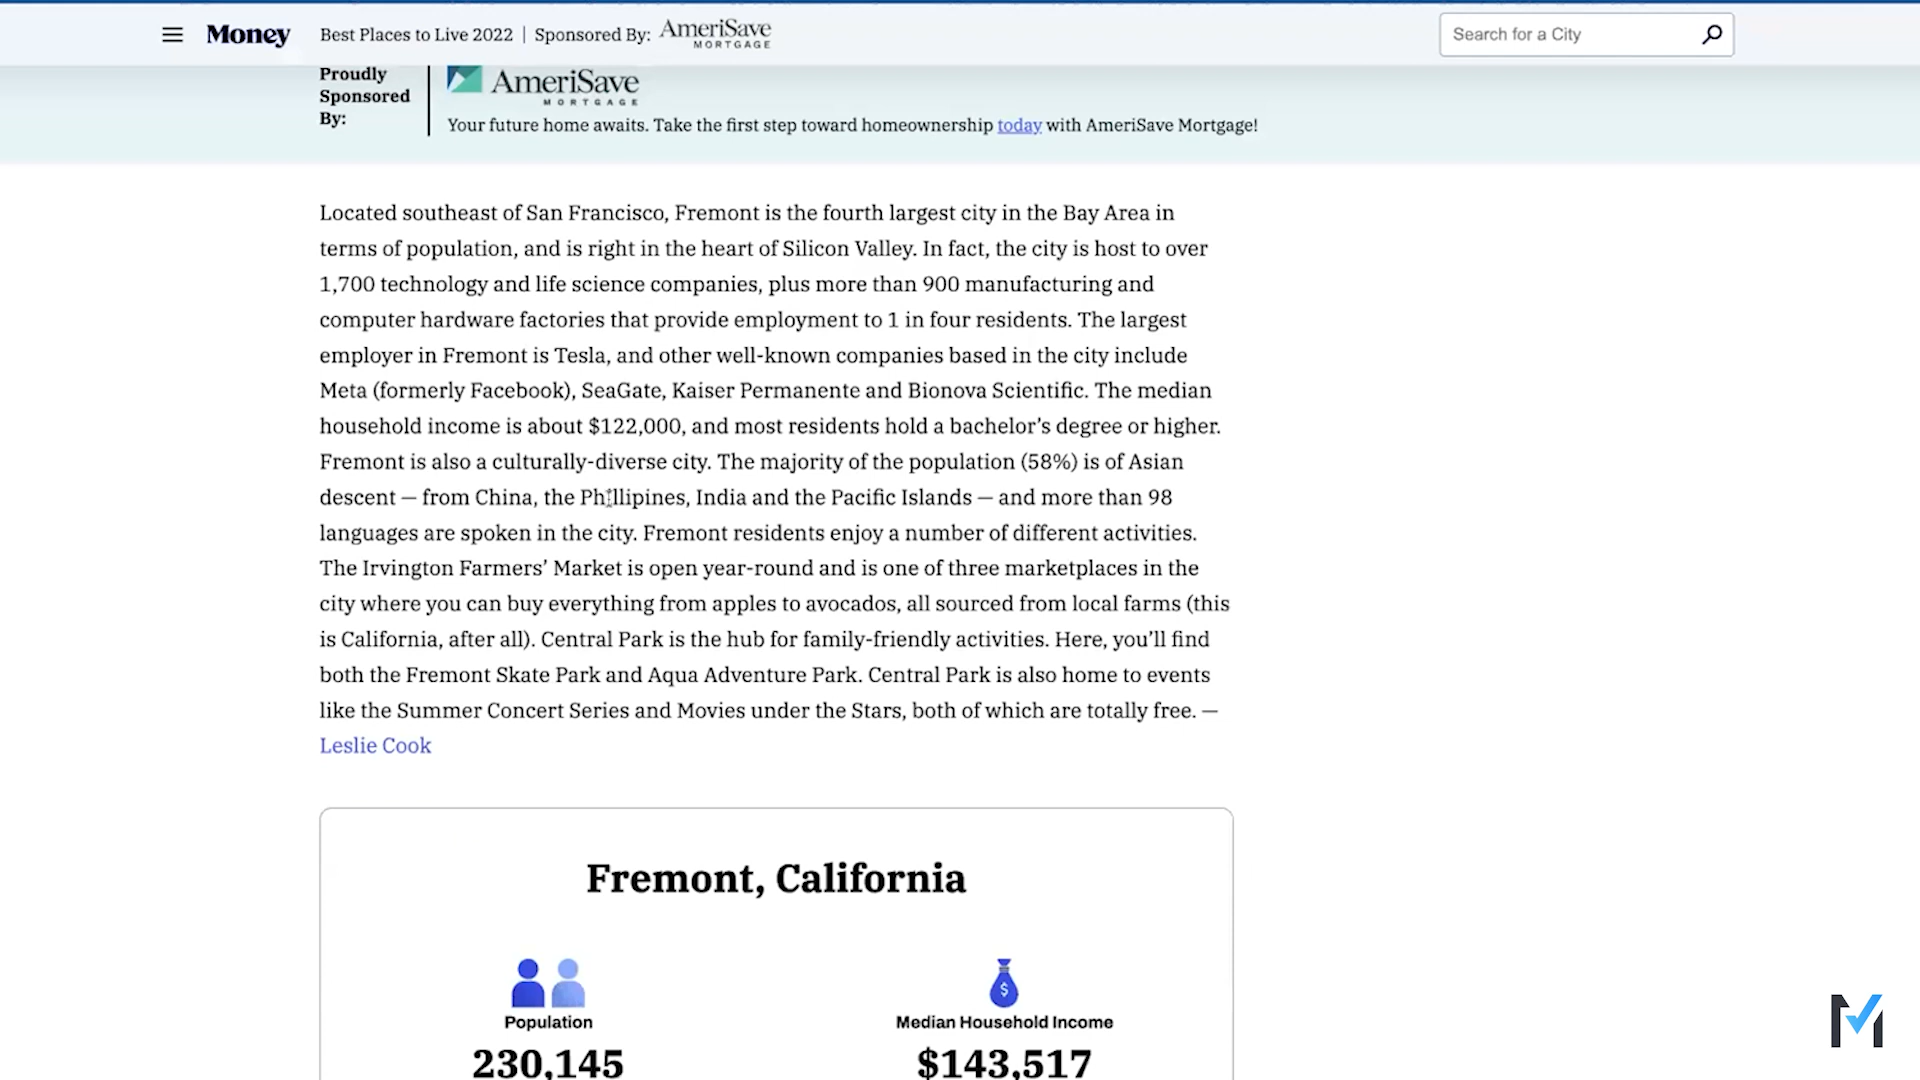 Money Best Places to Live 2022 | Sponsored By: AmeriSave MORTGAGE Search for a City
Proudly
Sponsored
By:
AmeriSave
MORTGAGE
Your future home awaits. Take the first step toward homeownership today with AmeriSave Mortgage!
Located southeast of San Francisco, Fremont is the fourth largest city in the Bay Area in
terms of population, and is right in the heart of Silicon Valley. In fact, the city is host to over
1,700 technology and life science companies, plus more than 900 manufacturing and
computer hardware factories that provide employment to 1 in four residents. The largest
employer in Fremont is Tesla, and other well-known companies based in the city include
Meta (formerly Facebook), SeaGate, Kaiser Permanente and Bionova Scientific. The median
household income is about $122,000, and most residents hold a bachelor’s degree or higher.
Fremont is also a culturally-diverse city. The majority of the population (58%) is of Asian
descent — from China, the Phillipines, India and the Pacific Islands — and more than 98
languages are spoken in the city. Fremont residents enjoy a number of different activities.
The Irvington Farmers’ Market is open year-round and is one of three marketplaces in the
city where you can buy everything from apples to avocados, all sourced from local farms (this
is California, after all). Central Park is the hub for family-friendly activities. Here, you’ll find
both the Fremont Skate Park and Aqua Adventure Park. Central Park is also home to events
like the Summer Concert Series and Movies under the Stars, both of which are totally free. —
Leslie Cook
Fremont, California
$
Population Median Household Income
230,145 $143,517